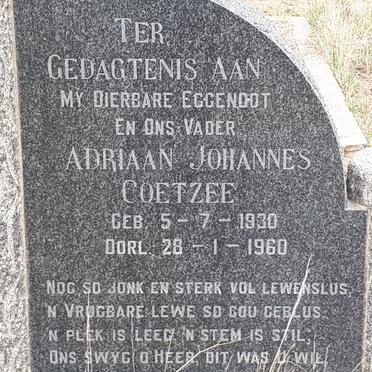 TER
GEDAGTENIS AAN
MY DIERBARE EGGENOOT
EN ONS VADER
ADRIAAN JOHANNES
COETZEE
GEB. 5 - 7 - 1930
OORL. 28 - 1 - 1960
NOG SO JONK EN STERK VOL LEWENSLUS,
'N VRUGBARE LEWE SO GOU GEBLUS.
'N PLEK IS LEEG, 'N STEM IS STIL;
ONS SWYG O HEER, DIT WAS U WIL.